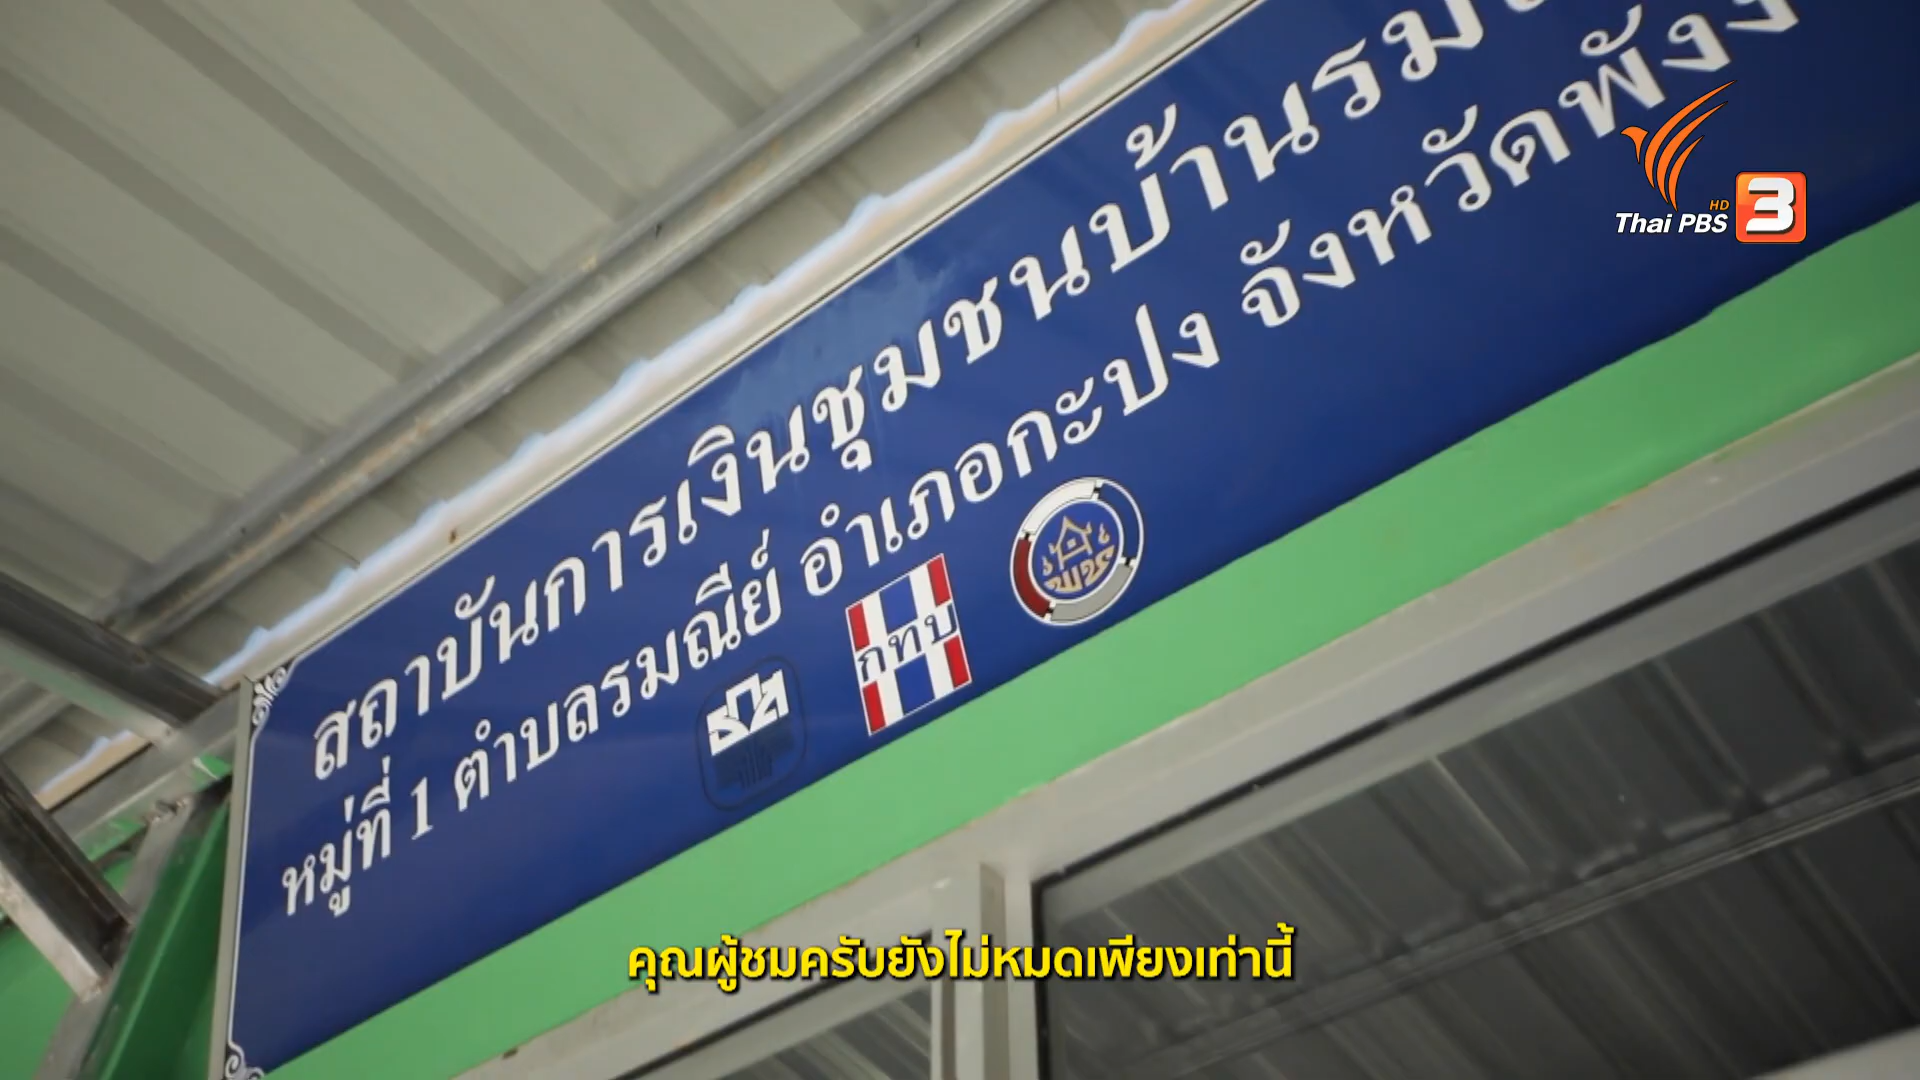 สถาบันการเงินชุมชนบ้านรม
หมู่ที่ 1 ตำบลรมณีย์ อำเภอกะปง จังหวัดพังง
กทบ
HD
Thai PBS 3
คุณผู้ชมครับยังไม่หมดเพียงเท่านี้